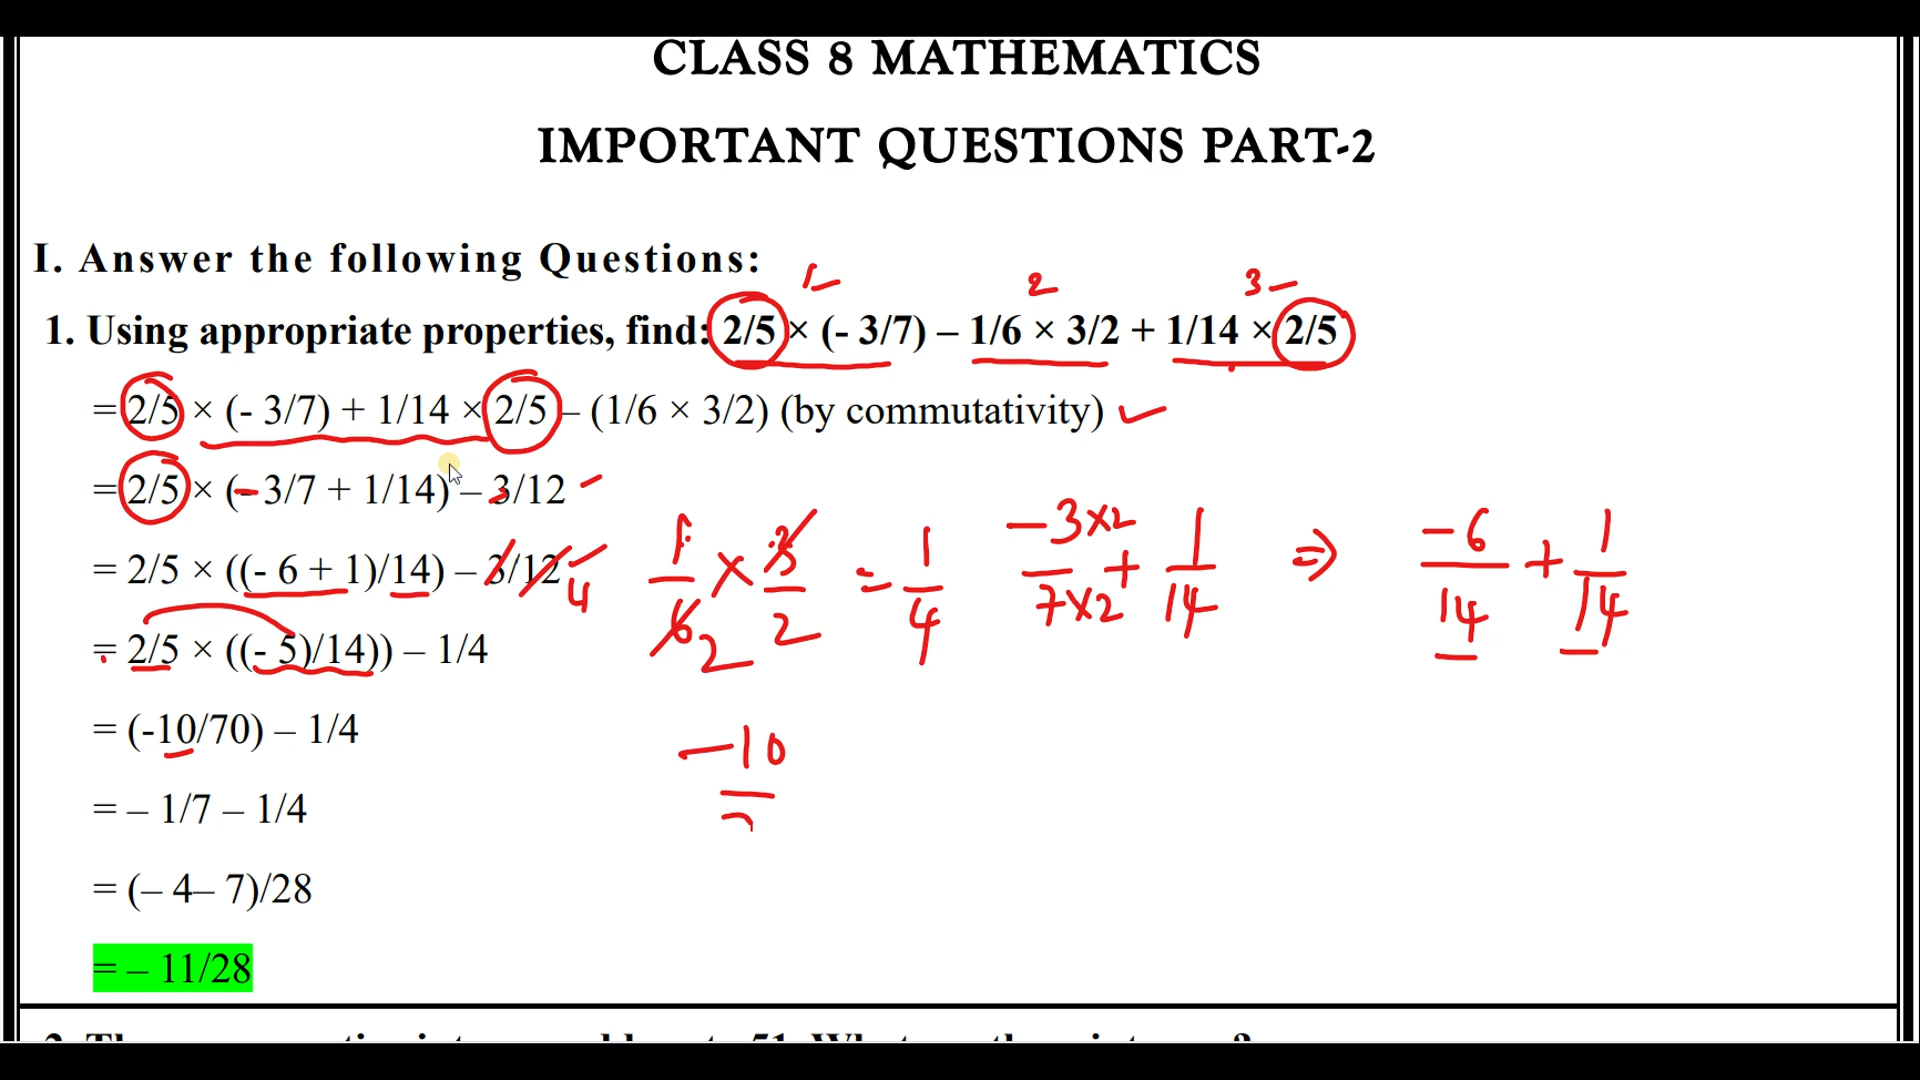 CLASS 8 MATHEMATICS
IMPORTANT QUESTIONS PART-2
I. Answer the following Questions:
1 2 3
1. Using appropriate properties, find: 2/5 × (- 3/7) – 1/6 × 3/2 + 1/14 × 2/5
= 2/5 × (- 3/7) + 1/14 × 2/5 – (1/6 × 3/2) (by commutativity)
= 2/5 × (- 3/7 + 1/14) – 3/12
= 2/5 × ((- 6 + 1)/14) – 3/12 4
1/6 2 × 3/2 = 1/4
-3×2/7×2 + 1/14 ⇒ -6/14 + 1/14
= 2/5 × ((- 5)/14)) – 1/4
= (-10/70) – 1/4
-10
= – 1/7 – 1/4
= (– 4– 7)/28
= – 11/28